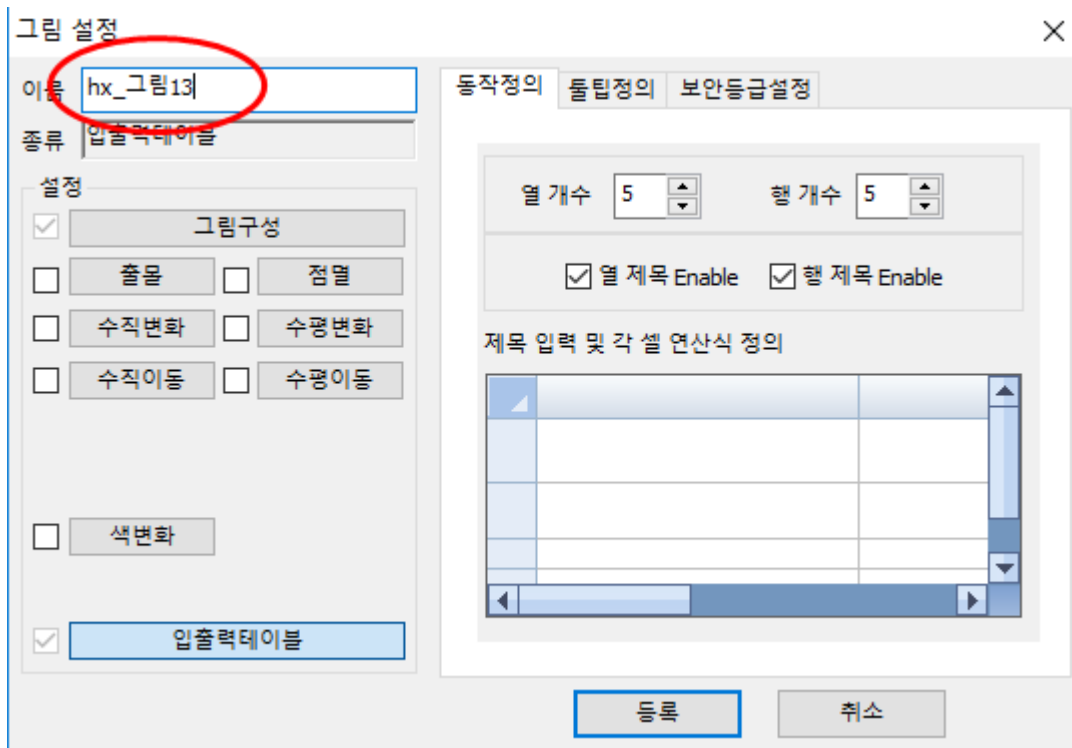 그림 설정
이름 hx_그림13
종류 입출력테이블
설정
그림구성
출몰 점멸
수직변화 수평변화
수직이동 수평이동
색변화
입출력테이블
동작정의 툴팁정의 보안등급설정
열 개수 5 행 개수 5
열 제목 Enable 행 제목 Enable
제목 입력 및 각 셀 연산식 정의
등록 취소